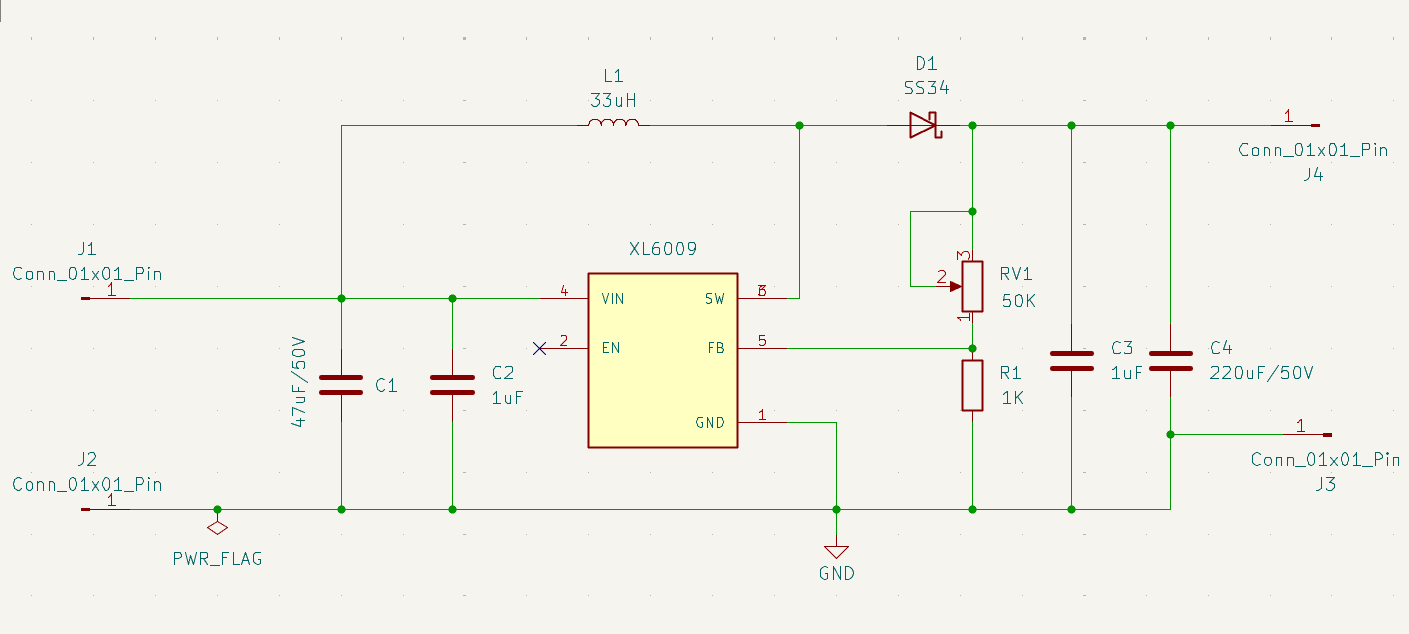 D1
SS34
L1
33uH
1
Conn_01x01_Pin
J4
J1
Conn_01x01_Pin
1
XL6009
4
VIN
SW
2
EN
FB
5
GND
1
3
2
1
RV1
50K
R1
1K
47uF/50V
C1
C2
1uF
C3
1uF
C4
220uF/50V
1
Conn_01x01_Pin
J3
J2
Conn_01x01_Pin
1
PWR_FLAG
GND